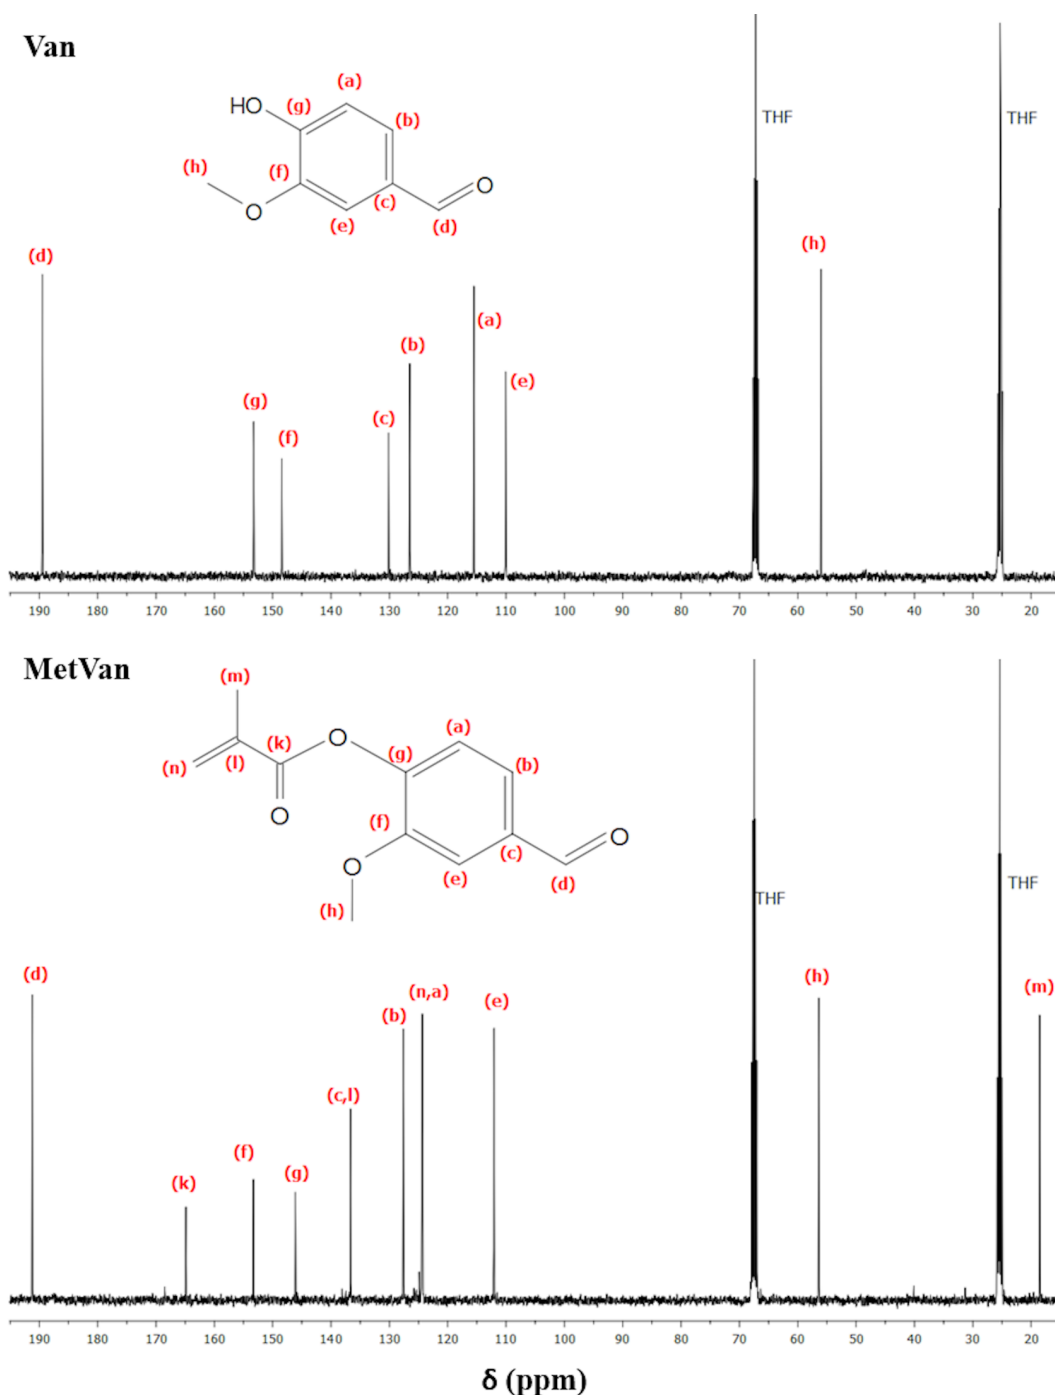 Van
(a)
HO
(g)
(b)
THF
THF
(h)
(f)
O
O
(c)
(e)
(d)
(d)
(h)
(a)
(b)
(e)
(g)
(c)
(f)
190 180 170 160 150 140 130 120 110 100 90 80 70 60 50 40 30 20
MetVan
(m)
(k)
O
(a)
(n)
(l)
(g)
(b)
O
(f)
O
O
(c)
(e)
(d)
(h)
THF
THF
(d)
(n,a)
(h)
(e)
(m)
(b)
(c,l)
(f)
(g)
(k)
190 180 170 160 150 140 130 120 110 100 90 80 70 60 50 40 30 20
δ (ppm)